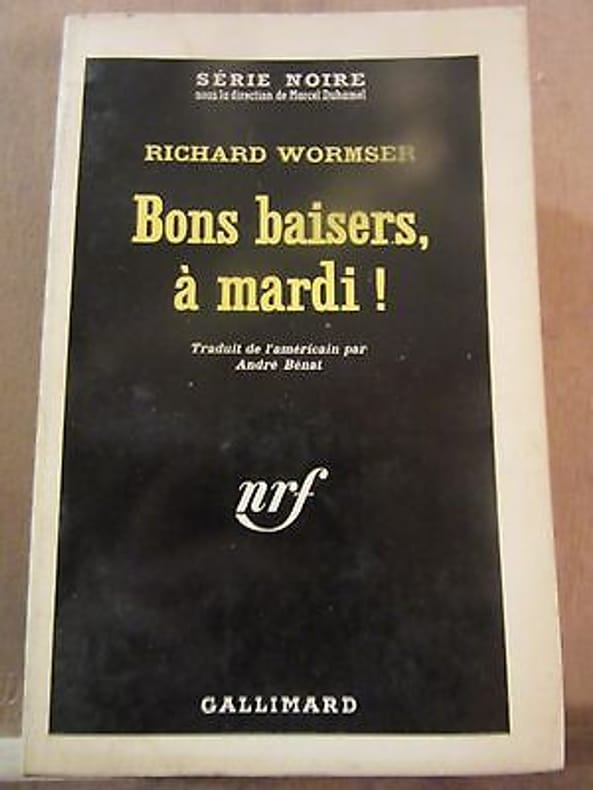 SÉRIE NOIRE
sous la direction de Marcel Duhamel
RICHARD WORMSER
Bons baisers,
à mardi !
Traduit de l'américain par
André Bénat
nrf
GALLIMARD